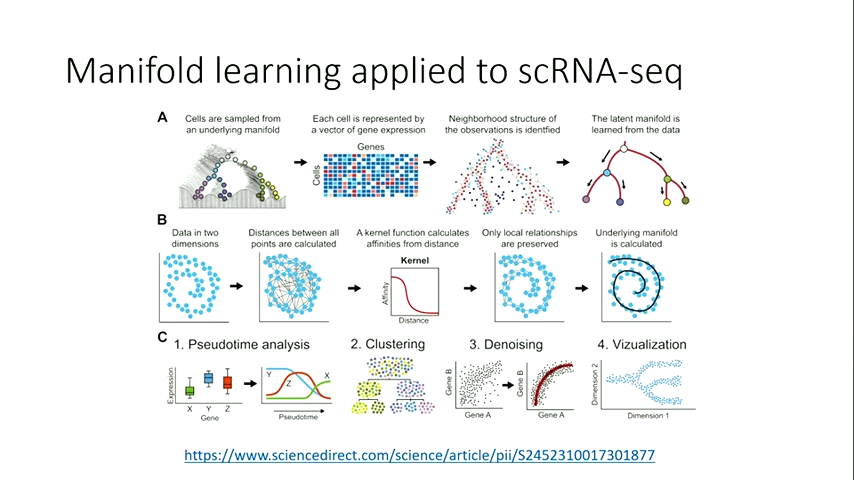 Manifold learning applied to scRNA-seq
A
Cells are sampled from
an underlying manifold
Each cell is represented by
a vector of gene expression
Neighborhood structure of
the observations is identfied
The latent manifold is
learned from the data
Genes
Cells
B
Data in two
dimensions
Distances between all
points are calculated
A kernel function calculates
affinities from distance
Only local relationships
are preserved
Underlying manifold
is calculated
Kernel
Affinity
Distance
C
1. Pseudotime analysis
2. Clustering
3. Denoising
4. Vizualization
Expression
X Y Z
Gene
Y
Z
X
Pseudotime
Gene B
Gene A
Gene B
Gene A
Dimension 2
Dimension 1
https://www.sciencedirect.com/science/article/pii/S2452310017301877